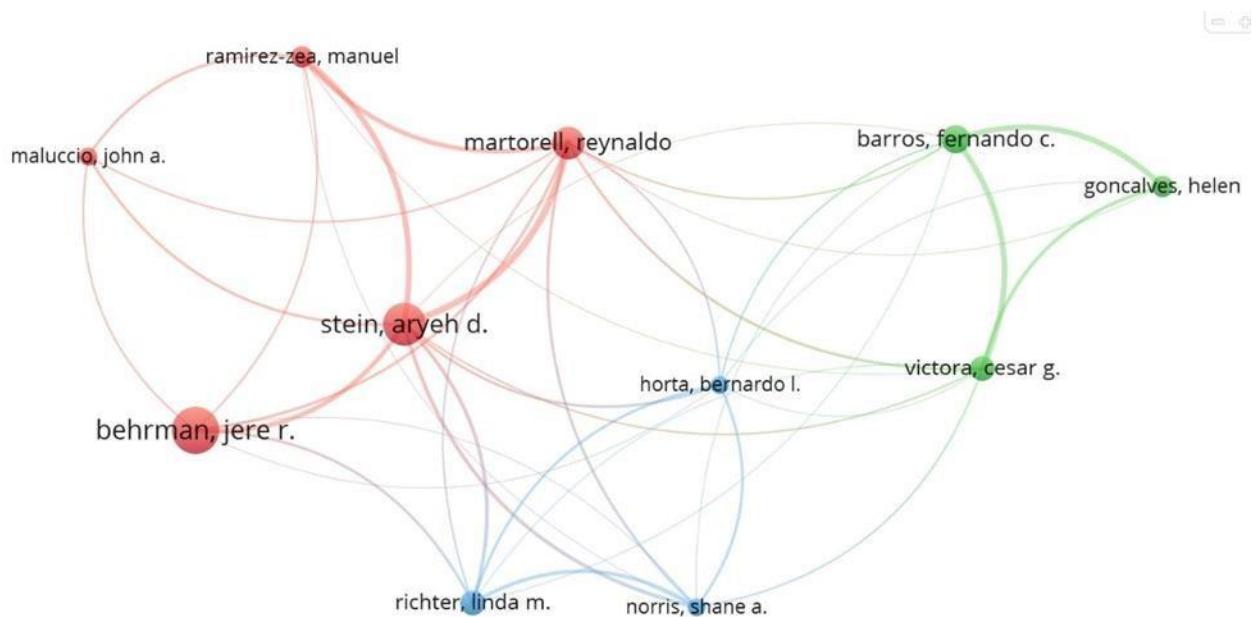 ramirez-zea, manuel
martorell, reynaldo
barros, fernando c.
maluccio, john a.
goncalves, helen
stein, aryeh d.
victora, cesar g.
horta, bernardo l.
behrman, jere r.
richter, linda m.
norris, shane a.